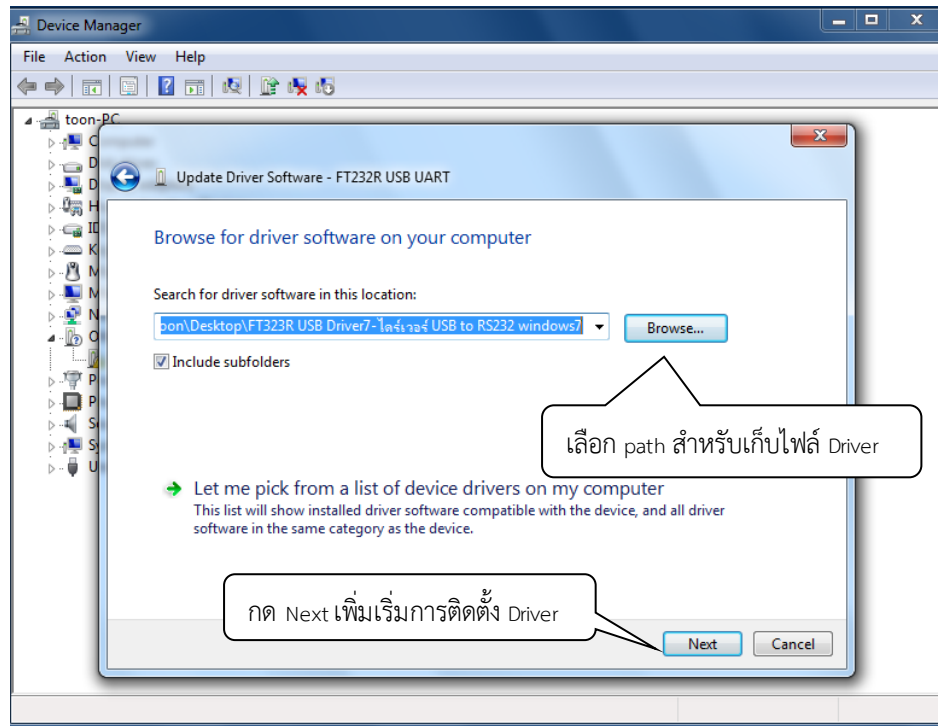 Device Manager
File Action View Help
toon-PC
Update Driver Software - FT232R USB UART
Browse for driver software on your computer
Search for driver software in this location:
oon\Desktop\FT323R USB Driver7-ไดร์เวอร์ USB to RS232 windows7
Browse...
Include subfolders
เลือก path สำหรับเก็บไฟล์ Driver
Let me pick from a list of device drivers on my computer
This list will show installed driver software compatible with the device, and all driver
software in the same category as the device.
กด Next เพิ่มเริ่มการติดตั้ง Driver
Next Cancel